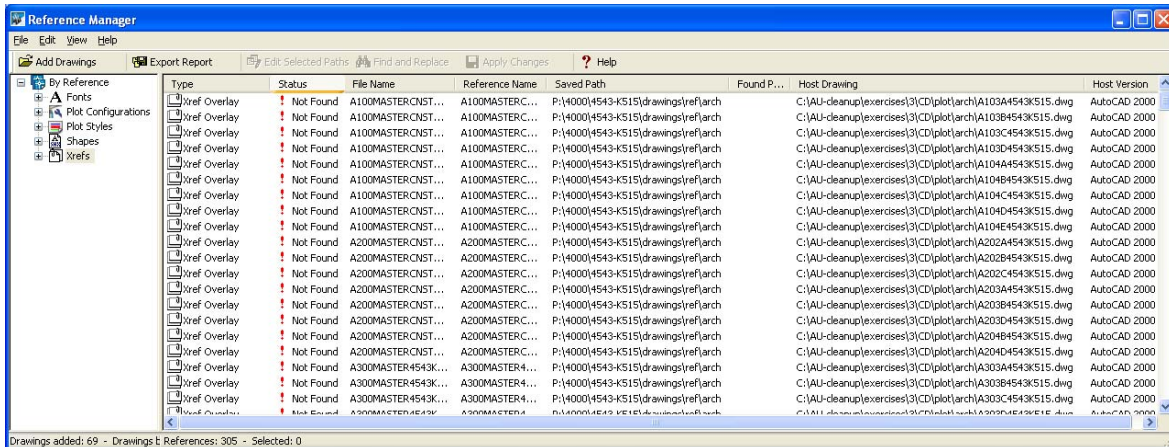 Reference Manager
File Edit View Help
Add Drawings Export Report Edit Selected Paths Find and Replace Apply Changes ? Help
By Reference
Fonts
Plot Configurations
Plot Styles
Shapes
Xrefs
Type Status File Name Reference Name Saved Path Found P... Host Drawing Host Version
Xref Overlay ! Not Found A100MASTERCNST... A100MASTERC... P:\4000\4543-K515\drawings\ref\arch C:\AU-cleanup\exercises\3\CD\plot\arch\A103A4543K515.dwg AutoCAD 2000
Xref Overlay ! Not Found A100MASTERCNST... A100MASTERC... P:\4000\4543-K515\drawings\ref\arch C:\AU-cleanup\exercises\3\CD\plot\arch\A103B4543K515.dwg AutoCAD 2000
Xref Overlay ! Not Found A100MASTERCNST... A100MASTERC... P:\4000\4543-K515\drawings\ref\arch C:\AU-cleanup\exercises\3\CD\plot\arch\A103C4543K515.dwg AutoCAD 2000
Xref Overlay ! Not Found A100MASTERCNST... A100MASTERC... P:\4000\4543-K515\drawings\ref\arch C:\AU-cleanup\exercises\3\CD\plot\arch\A103D4543K515.dwg AutoCAD 2000
Xref Overlay ! Not Found A100MASTERCNST... A100MASTERC... P:\4000\4543-K515\drawings\ref\arch C:\AU-cleanup\exercises\3\CD\plot\arch\A104A4543K515.dwg AutoCAD 2000
Xref Overlay ! Not Found A100MASTERCNST... A100MASTERC... P:\4000\4543-K515\drawings\ref\arch C:\AU-cleanup\exercises\3\CD\plot\arch\A104B4543K515.dwg AutoCAD 2000
Xref Overlay ! Not Found A100MASTERCNST... A100MASTERC... P:\4000\4543-K515\drawings\ref\arch C:\AU-cleanup\exercises\3\CD\plot\arch\A104C4543K515.dwg AutoCAD 2000
Xref Overlay ! Not Found A100MASTERCNST... A100MASTERC... P:\4000\4543-K515\drawings\ref\arch C:\AU-cleanup\exercises\3\CD\plot\arch\A104D4543K515.dwg AutoCAD 2000
Xref Overlay ! Not Found A100MASTERCNST... A100MASTERC... P:\4000\4543-K515\drawings\ref\arch C:\AU-cleanup\exercises\3\CD\plot\arch\A104E4543K515.dwg AutoCAD 2000
Xref Overlay ! Not Found A200MASTERCNST... A200MASTERC... P:\4000\4543-K515\drawings\ref\arch C:\AU-cleanup\exercises\3\CD\plot\arch\A202A4543K515.dwg AutoCAD 2000
Xref Overlay ! Not Found A200MASTERCNST... A200MASTERC... P:\4000\4543-K515\drawings\ref\arch C:\AU-cleanup\exercises\3\CD\plot\arch\A202B4543K515.dwg AutoCAD 2000
Xref Overlay ! Not Found A200MASTERCNST... A200MASTERC... P:\4000\4543-K515\drawings\ref\arch C:\AU-cleanup\exercises\3\CD\plot\arch\A202C4543K515.dwg AutoCAD 2000
Xref Overlay ! Not Found A200MASTERCNST... A200MASTERC... P:\4000\4543-K515\drawings\ref\arch C:\AU-cleanup\exercises\3\CD\plot\arch\A203A4543K515.dwg AutoCAD 2000
Xref Overlay ! Not Found A200MASTERCNST... A200MASTERC... P:\4000\4543-K515\drawings\ref\arch C:\AU-cleanup\exercises\3\CD\plot\arch\A203B4543K515.dwg AutoCAD 2000
Xref Overlay ! Not Found A200MASTERCNST... A200MASTERC... P:\4000\4543-K515\drawings\ref\arch C:\AU-cleanup\exercises\3\CD\plot\arch\A203D4543K515.dwg AutoCAD 2000
Xref Overlay ! Not Found A200MASTERCNST... A200MASTERC... P:\4000\4543-K515\drawings\ref\arch C:\AU-cleanup\exercises\3\CD\plot\arch\A204B4543K515.dwg AutoCAD 2000
Xref Overlay ! Not Found A200MASTERCNST... A200MASTERC... P:\4000\4543-K515\drawings\ref\arch C:\AU-cleanup\exercises\3\CD\plot\arch\A204D4543K515.dwg AutoCAD 2000
Xref Overlay ! Not Found A300MASTER4543K... A300MASTER4... P:\4000\4543-K515\drawings\ref\arch C:\AU-cleanup\exercises\3\CD\plot\arch\A303A4543K515.dwg AutoCAD 2000
Xref Overlay ! Not Found A300MASTER4543K... A300MASTER4... P:\4000\4543-K515\drawings\ref\arch C:\AU-cleanup\exercises\3\CD\plot\arch\A303B4543K515.dwg AutoCAD 2000
Xref Overlay ! Not Found A300MASTER4543K... A300MASTER4... P:\4000\4543-K515\drawings\ref\arch C:\AU-cleanup\exercises\3\CD\plot\arch\A303C4543K515.dwg AutoCAD 2000
Xref Overlay ! Not Found A300MASTER4543K... A300MASTER4... P:\4000\4543-K515\drawings\ref\arch C:\AU-cleanup\exercises\3\CD\plot\arch\A303D4543K515.dwg AutoCAD 2000
Drawings added: 69 - Drawings t References: 305 - Selected: 0